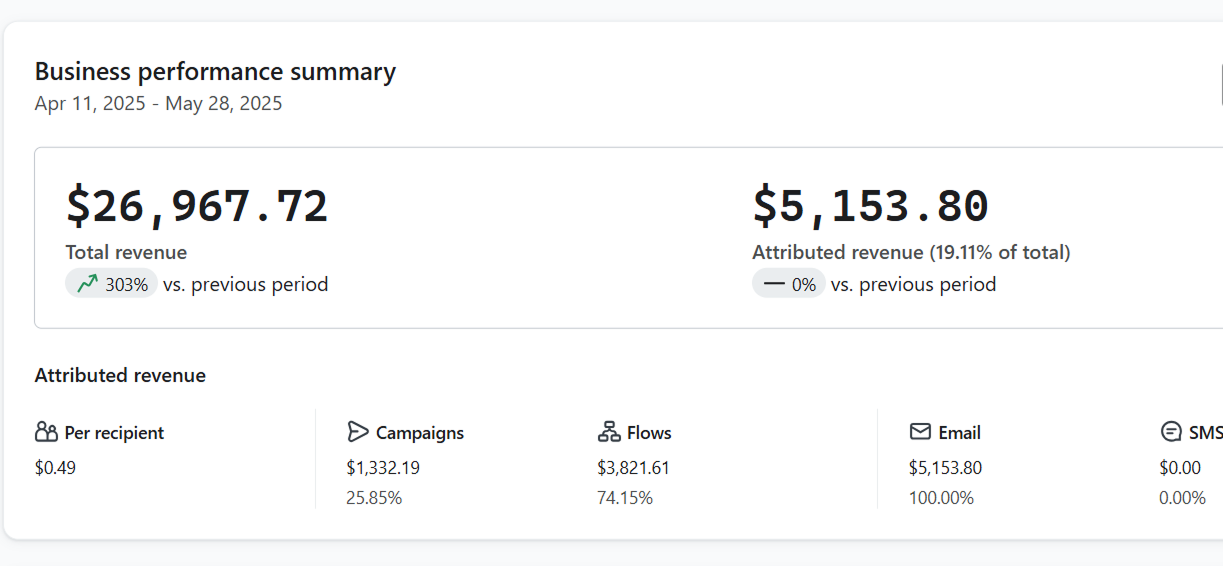 Business performance summary
Apr 11, 2025 - May 28, 2025
$26,967.72
Total revenue
303% vs. previous period
$5,153.80
Attributed revenue (19.11% of total)
0% vs. previous period
Attributed revenue
Per recipient
$0.49
Campaigns
$1,332.19
25.85%
Flows
$3,821.61
74.15%
Email
$5,153.80
100.00%
SMS
$0.00
0.00%